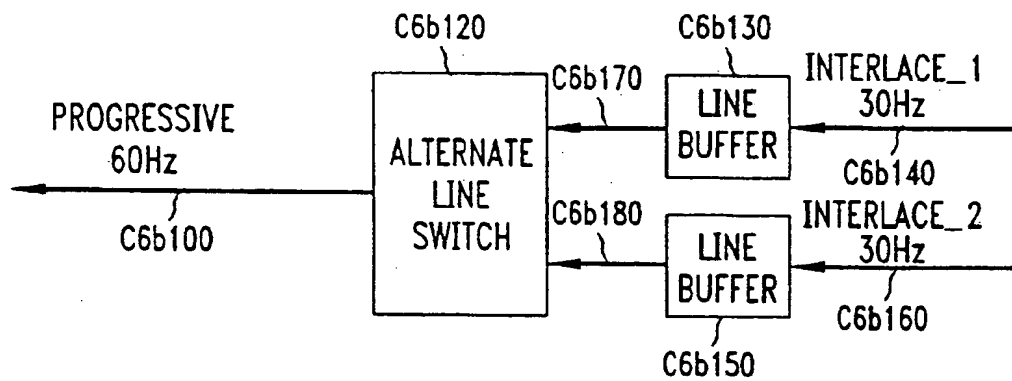 C6b120
C6b130
C6b170
INTERLACE_1
30Hz
LINE
BUFFER
C6b140
PROGRESSIVE
60Hz
C6b100
ALTERNATE
LINE
SWITCH
C6b180
INTERLACE_2
30Hz
LINE
BUFFER
C6b160
C6b150